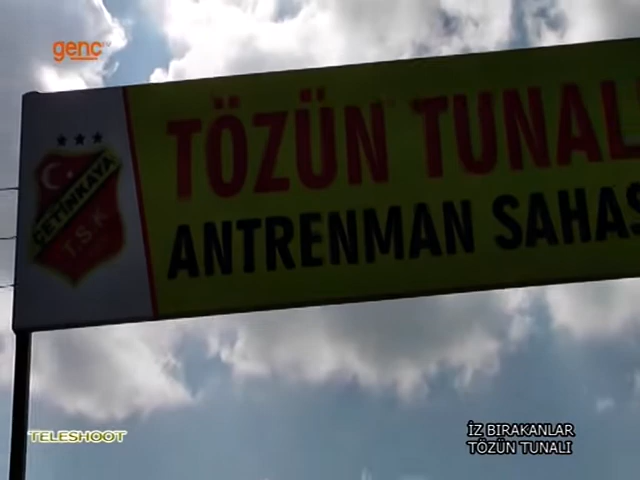 genc TV
TÖZÜN TUNALI
ANTRENMAN SAHAS
ÇETİNKAYA
T.S.K
TELESHOOT
İZ BIRAKANLAR
TÖZÜN TUNALI